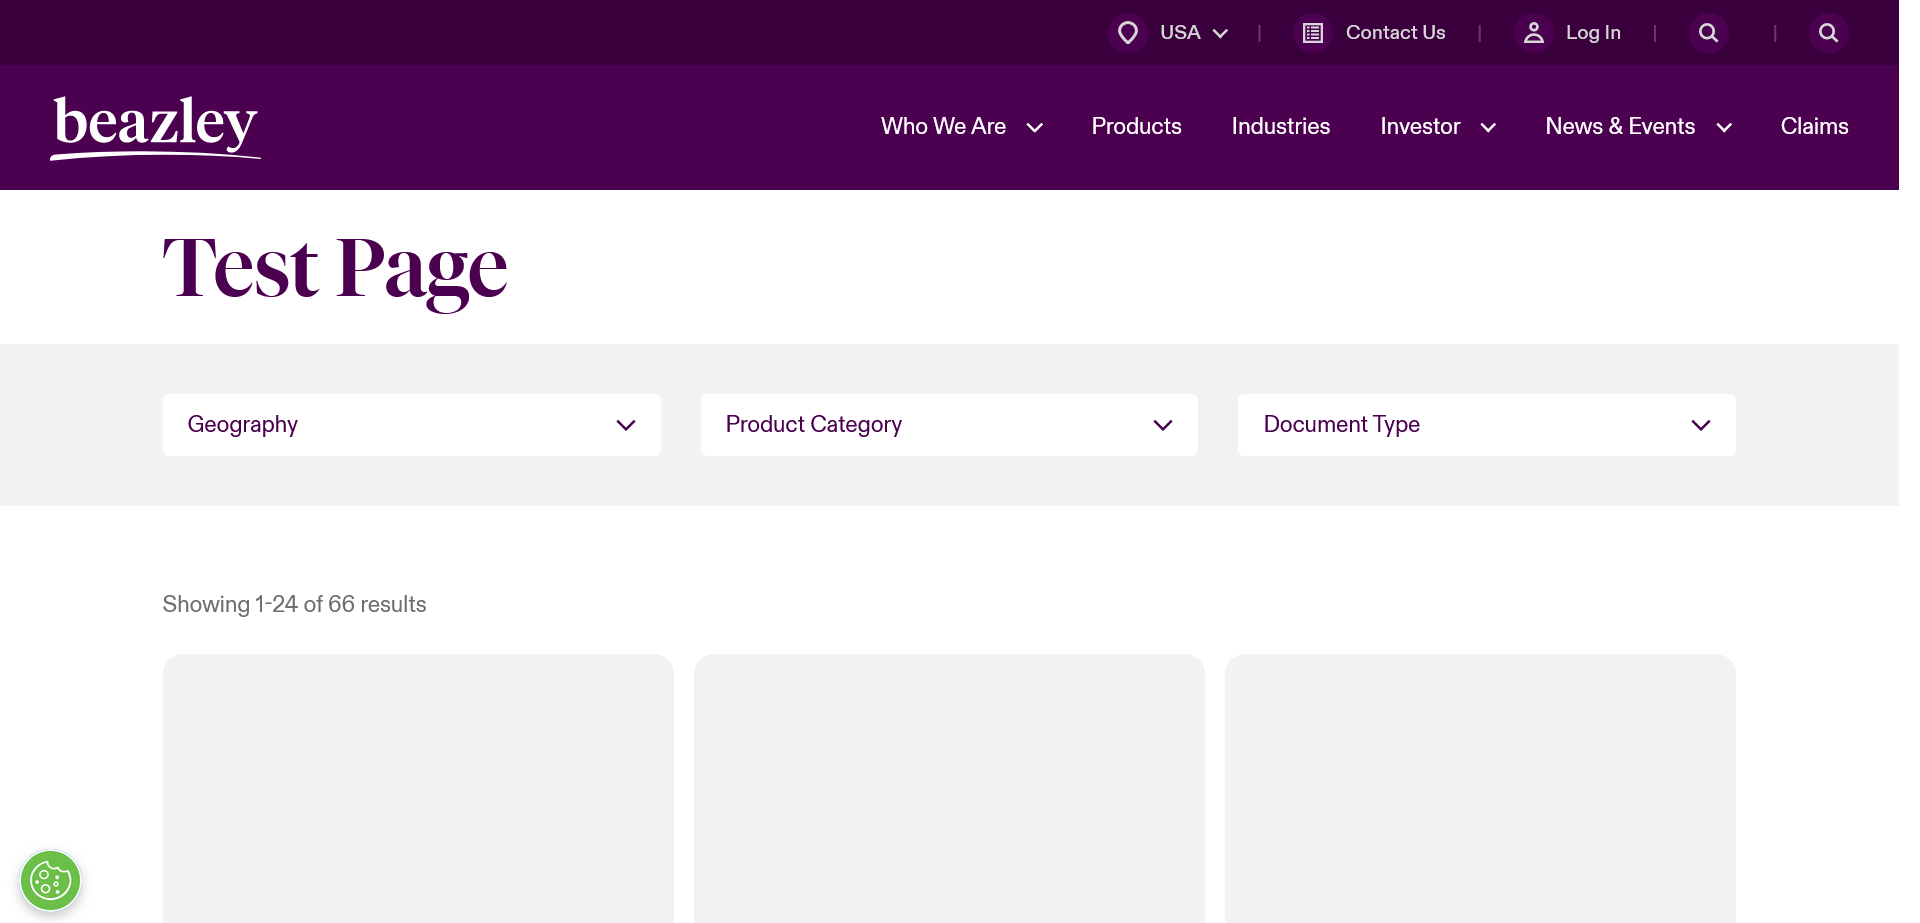 USA
Contact Us
Log In
beazley
Who We Are
Products
Industries
Investor
News & Events
Claims
Test Page
Geography
Product Category
Document Type
Showing 1-24 of 66 results